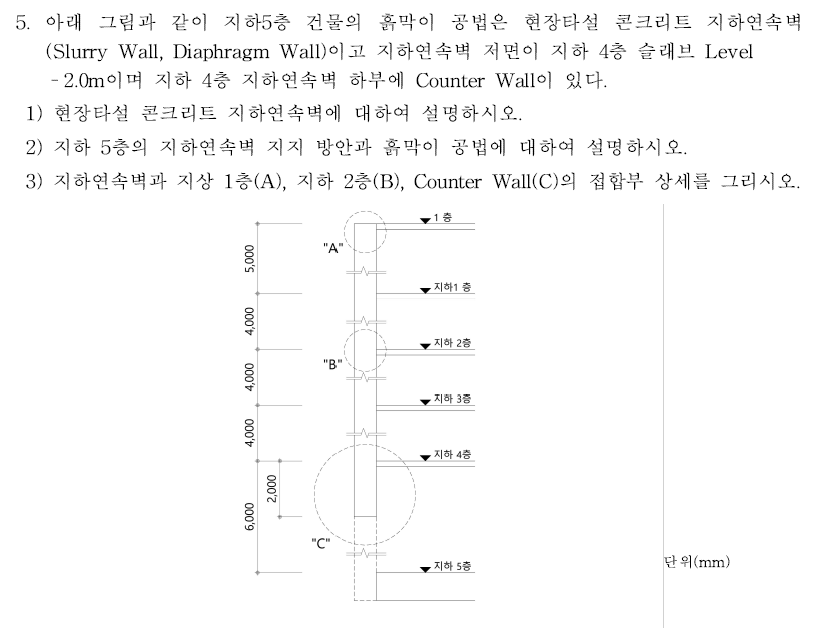 5. 아래 그림과 같이 지하5층 건물의 흙막이 공법은 현장타설 콘크리트 지하연속벽
(Slurry Wall, Diaphragm Wall)이고 지하연속벽 저면이 지하 4층 슬래브 Level
-2.0m이며 지하 4층 지하연속벽 하부에 Counter Wall이 있다.
1) 현장타설 콘크리트 지하연속벽에 대하여 설명하시오.
2) 지하 5층의 지하연속벽 지지 방안과 흙막이 공법에 대하여 설명하시오.
3) 지하연속벽과 지상 1층(A), 지하 2층(B), Counter Wall(C)의 접합부 상세를 그리시오.
1 층
"A"
5,000
지하1 층
4,000
지하 2층
"B"
4,000
지하 3층
4,000
지하 4층
2,000
6,000
"C"
지하 5층
단위(mm)